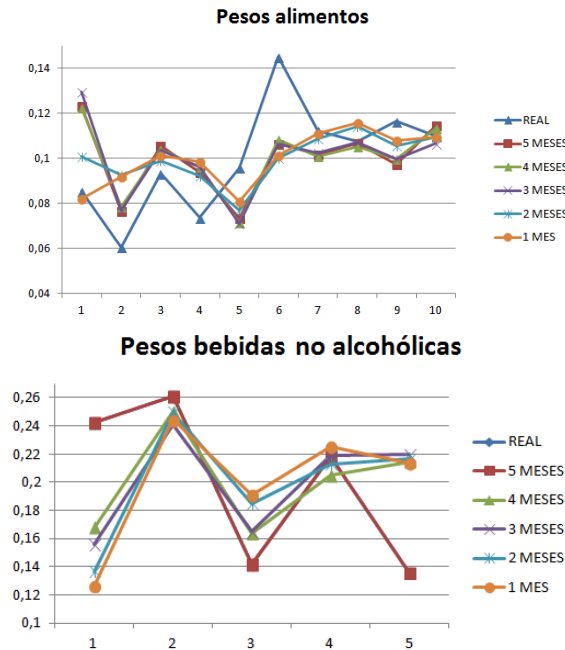 Pesos alimentos
0,14
0,12
0,1
0,08
0,06
0,04
1 2 3 4 5 6 7 8 9 10
REAL
5 MESES
4 MESES
3 MESES
2 MESES
1 MES
Pesos bebidas no alcohólicas
0,26
0,24
0,22
0,2
0,18
0,16
0,14
0,12
0,1
1 2 3 4 5
REAL
5 MESES
4 MESES
3 MESES
2 MESES
1 MES